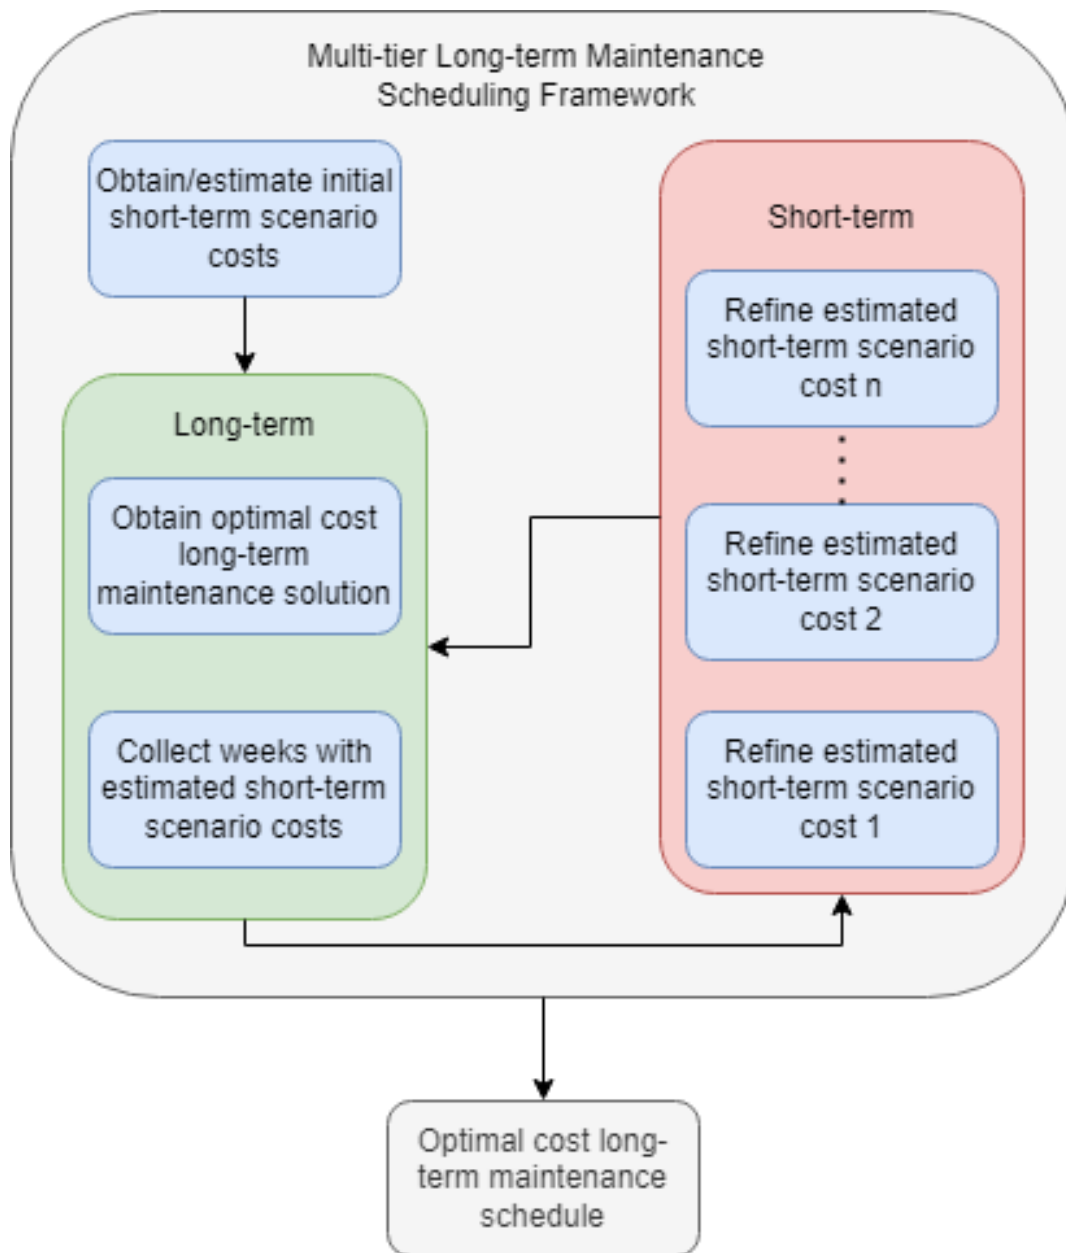 Multi-tier Long-term Maintenance
Scheduling Framework
Obtain/estimate initial
short-term scenario
costs
Long-term
Obtain optimal cost
long-term
maintenance solution
Collect weeks with
estimated short-term
scenario costs
Short-term
Refine estimated
short-term scenario
cost n
Refine estimated
short-term scenario
cost 2
Refine estimated
short-term scenario
cost 1
Optimal cost long-
term maintenance
schedule